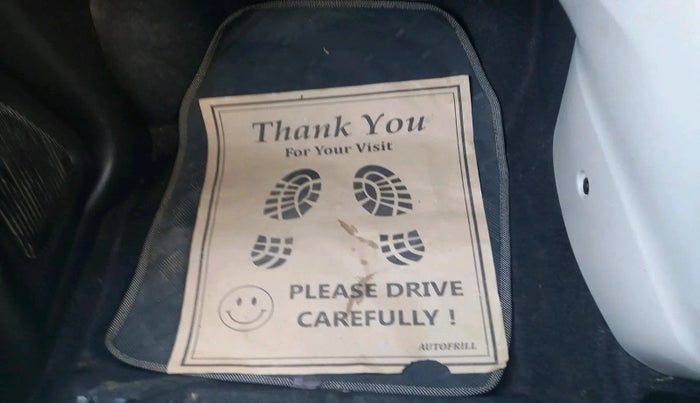 Thank You
For Your Visit
PLEASE DRIVE
CAREFULLY !
AUTOFRILL